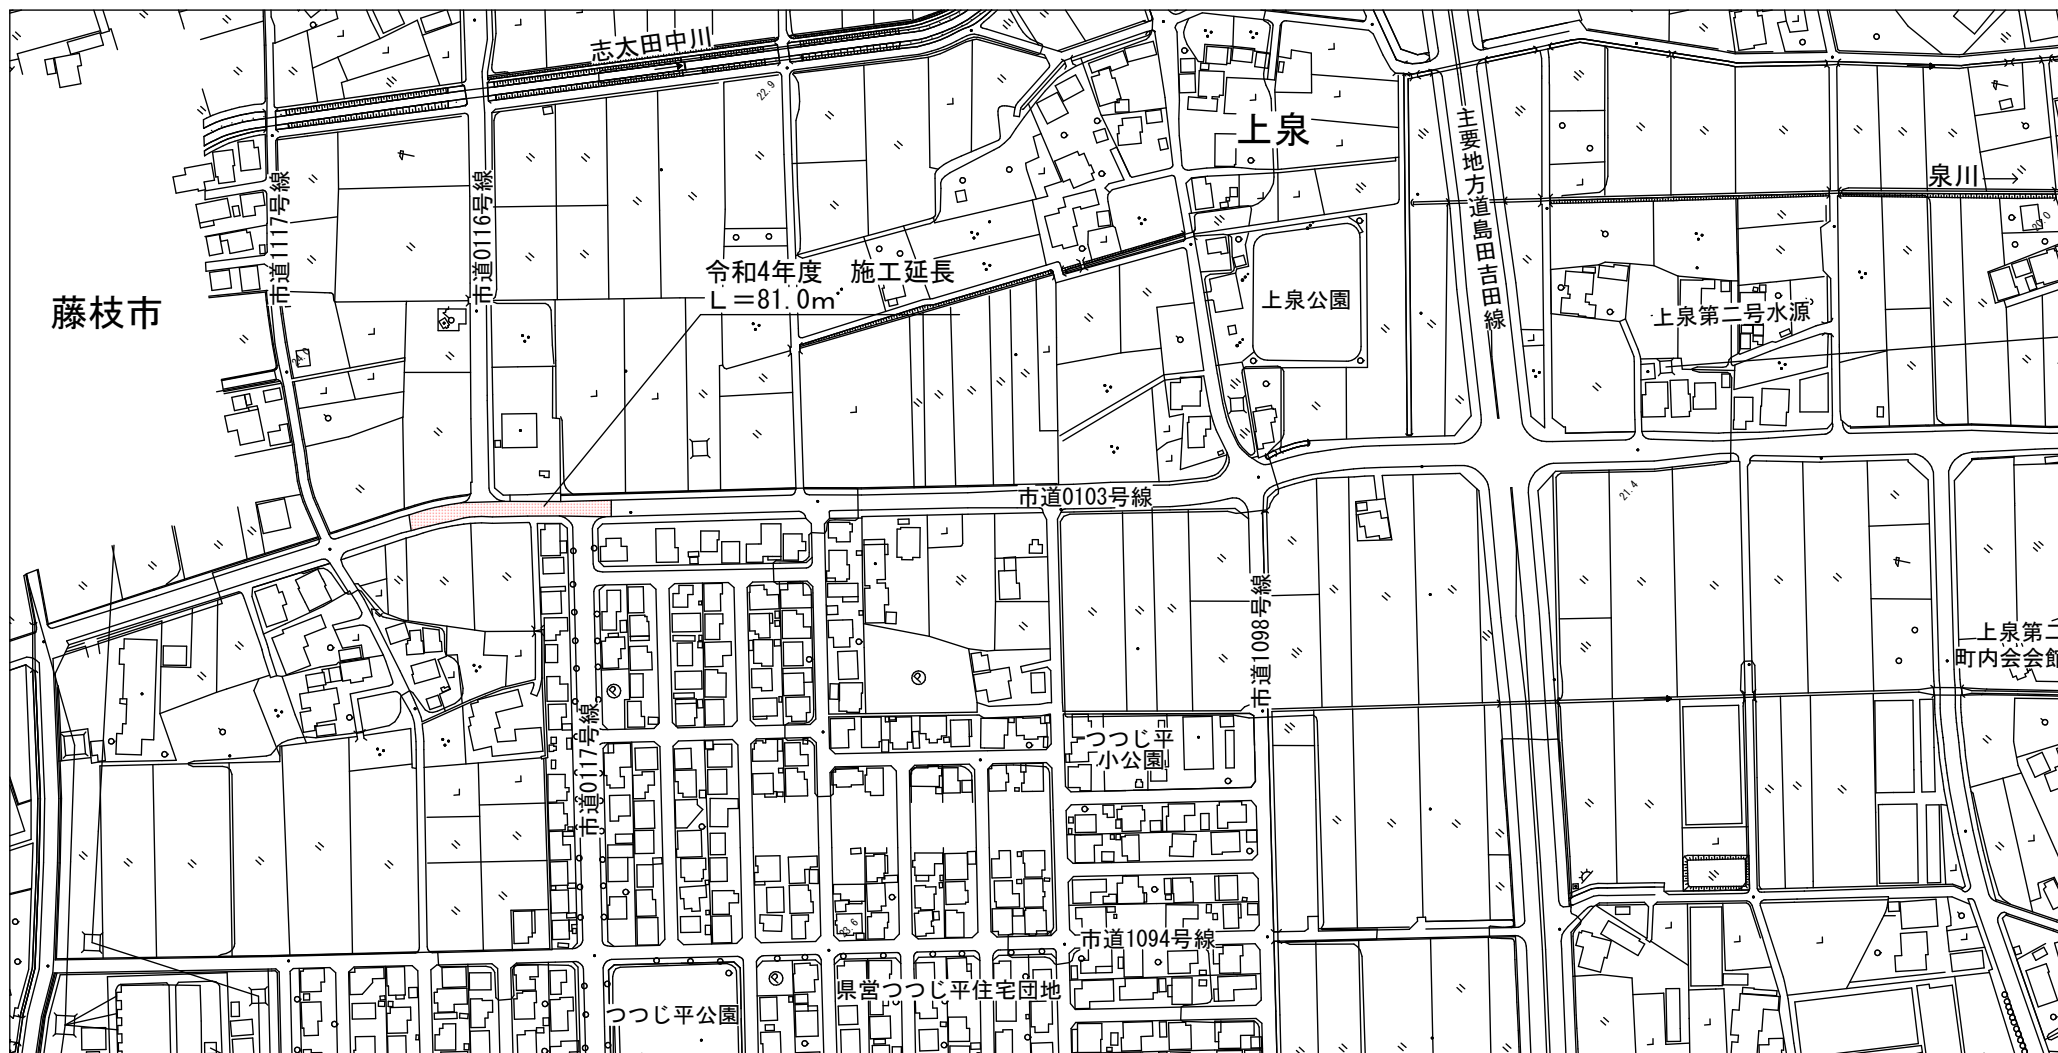 志太田中川
22.9
上泉
主要地方道島田吉田線
泉川
20.0
市道1117号線
市道0116号線
藤枝市
令和4年度　施工延長
L=81.0m
上泉公園
上泉第二号水源
市道0103号線
21.4
市道1098号線
上泉第二
町内会会館
市道0117号線
つつじ平
小公園
市道1094号線
県営つつじ平住宅団地
つつじ平公園